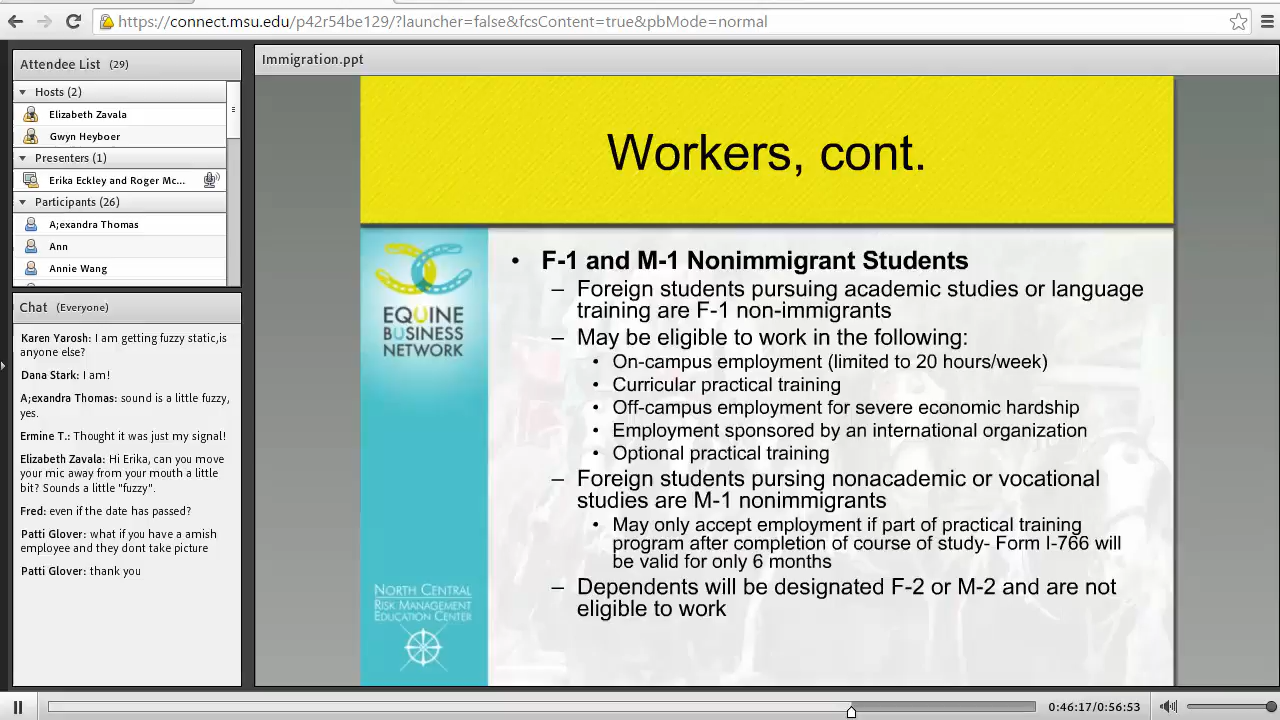 https://connect.msu.edu/p42r54be129/?launcher=false&fcsContent=true&pbMode=normal
Attendee List (29)
Hosts (2)
Elizabeth Zavala
Gwyn Heyboer
Presenters (1)
Erika Eckley and Roger Mc...
Participants (26)
A;exandra Thomas
Ann
Annie Wang
Chat (Everyone)
Karen Yarosh: I am getting fuzzy static,is
anyone else?
Dana Stark: I am!
A;exandra Thomas: sound is a little fuzzy,
yes.
Ermine T.: Thought it was just my signal!
Elizabeth Zavala: Hi Erika, can you move
your mic away from your mouth a little
bit? Sounds a little "fuzzy".
Fred: even if the date has passed?
Patti Glover: what if you have a amish
employee and they dont take picture
Patti Glover: thank you
Immigration.ppt
Workers, cont.
EQUINE
BUSINESS
NETWORK
NORTH CENTRAL
RISK MANAGEMENT
EDUCATION CENTER
• F-1 and M-1 Nonimmigrant Students
– Foreign students pursuing academic studies or language
training are F-1 non-immigrants
– May be eligible to work in the following:
• On-campus employment (limited to 20 hours/week)
• Curricular practical training
• Off-campus employment for severe economic hardship
• Employment sponsored by an international organization
• Optional practical training
– Foreign students pursing nonacademic or vocational
studies are M-1 nonimmigrants
• May only accept employment if part of practical training
program after completion of course of study- Form I-766 will
be valid for only 6 months
– Dependents will be designated F-2 or M-2 and are not
eligible to work
0:46:17/0:56:53